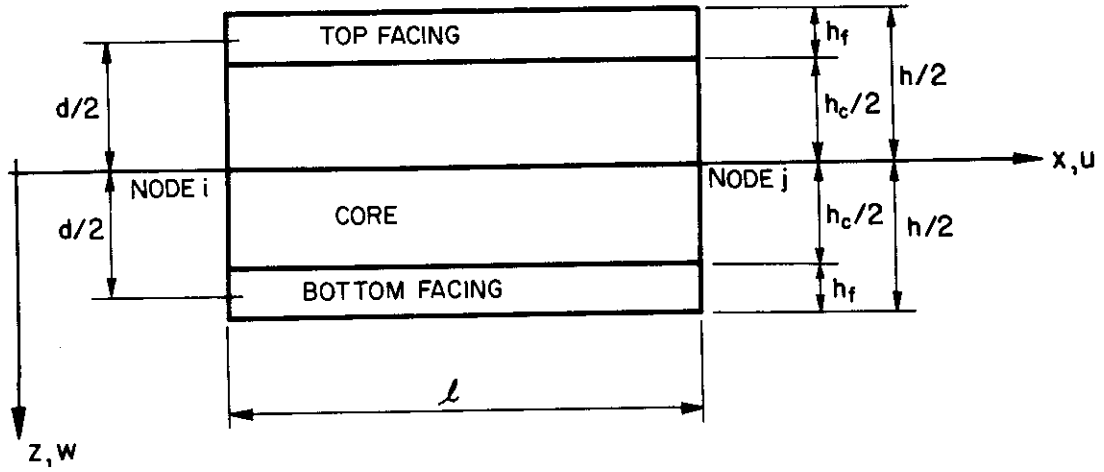 TOP FACING
h_f
d/2
h_c/2
h/2
x,u
NODE i
NODE j
d/2
CORE
h_c/2
h/2
BOTTOM FACING
h_f
ℓ
z,w